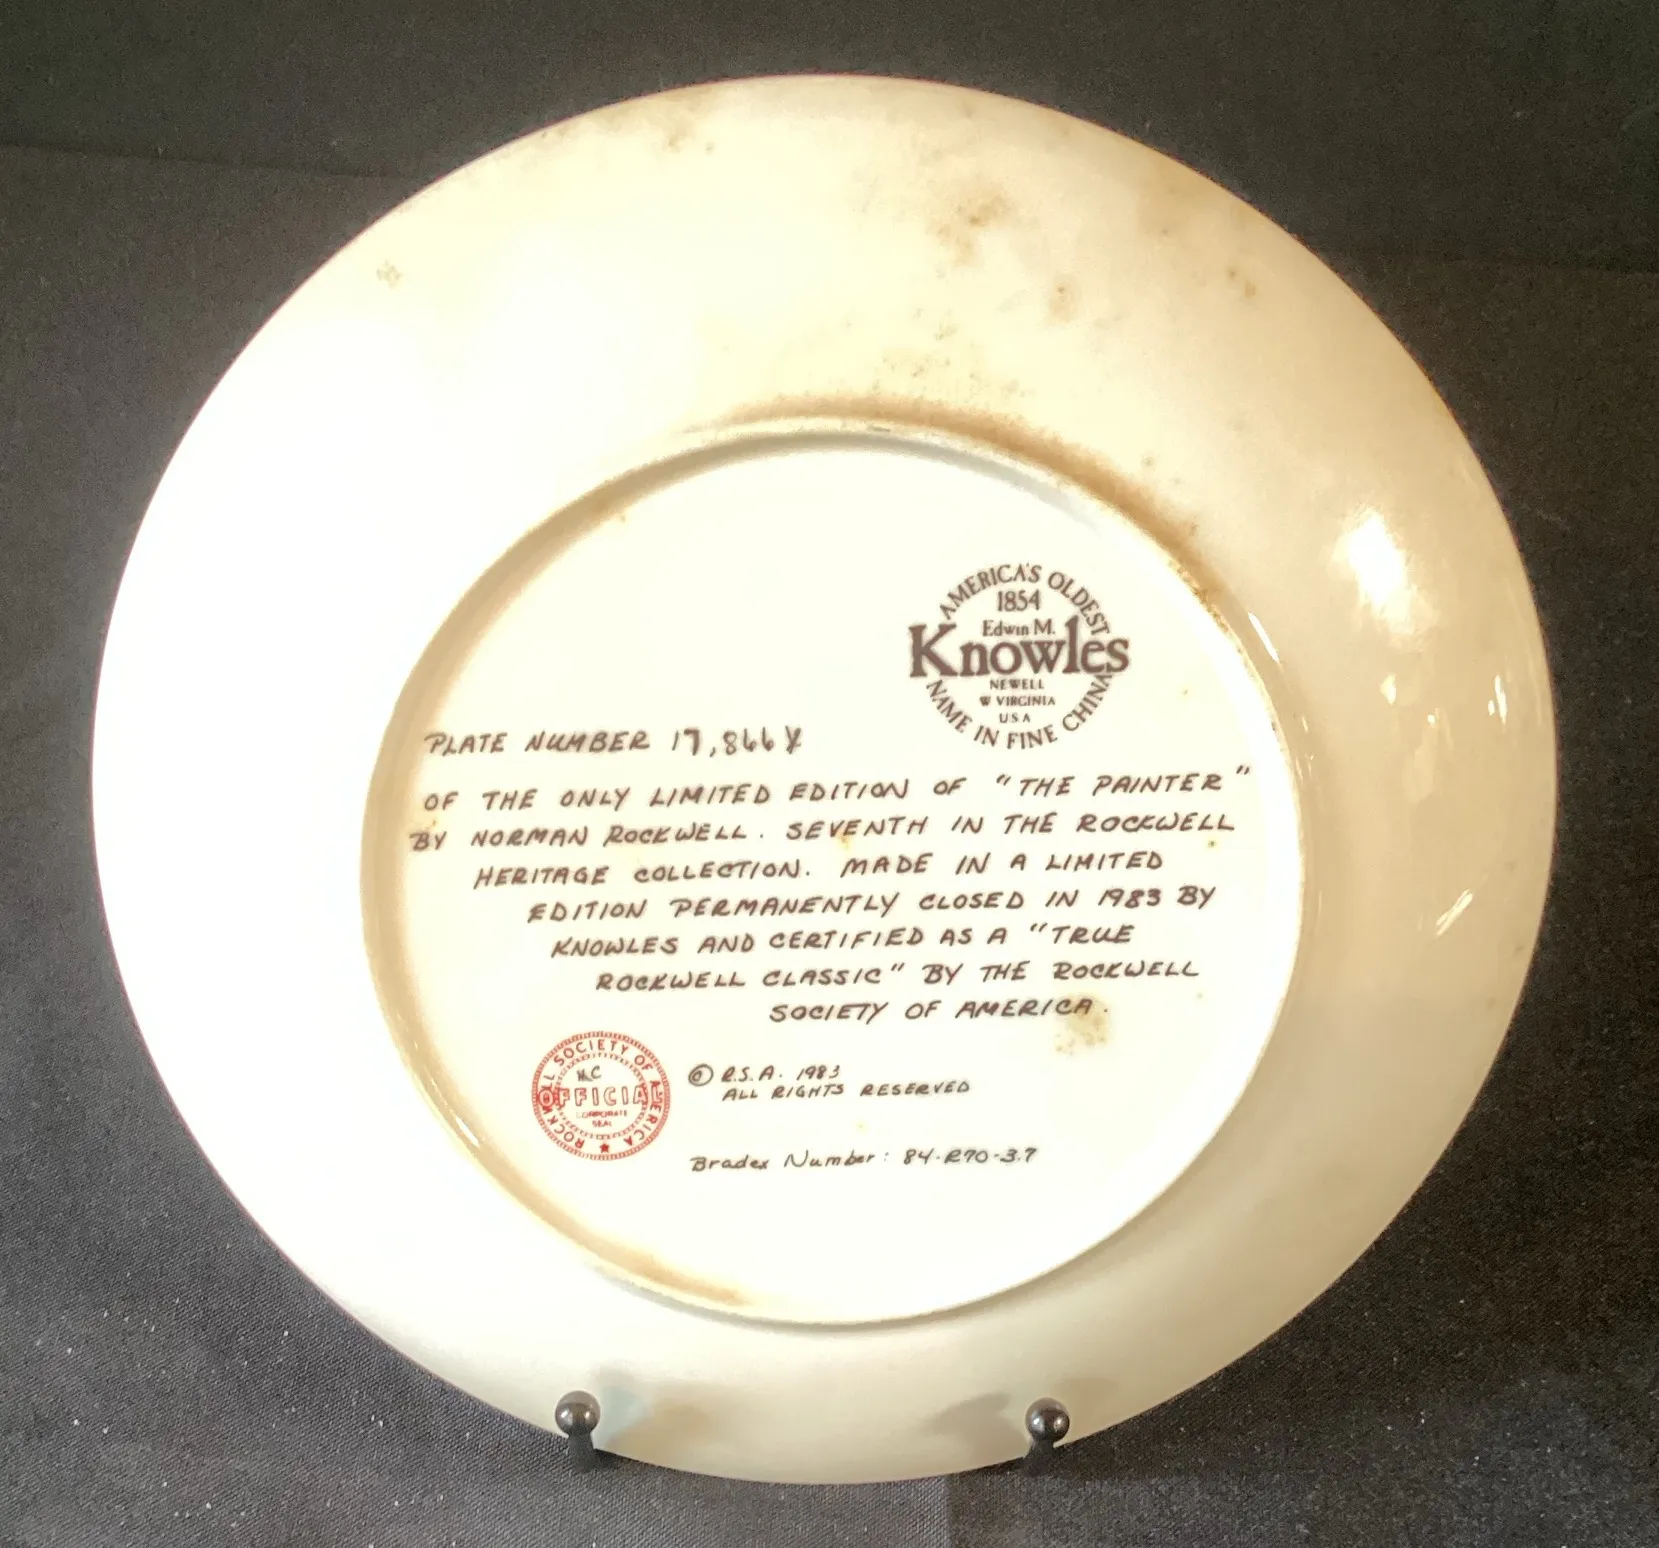 AMERICA'S OLDEST
1854
Edwin M.
Knowles
NEWELL
W VIRGINIA
USA
NAME IN FINE CHINA
PLATE NUMBER 17,866Y
OF THE ONLY LIMITED EDITION OF "THE PAINTER"
BY NORMAN ROCKWELL. SEVENTH IN THE ROCKWELL
HERITAGE COLLECTION. MADE IN A LIMITED
EDITION PERMANENTLY CLOSED IN 1983 BY
KNOWLES AND CERTIFIED AS A "TRUE
ROCKWELL CLASSIC" BY THE ROCKWELL
SOCIETY OF AMERICA.
ROCKWELL SOCIETY OF AMERICA
M.C
OFFICIAL
CORPORATE
SEAL
© R.S.A. 1983
ALL RIGHTS RESERVED
Bradex Number: 84-R70-3.7